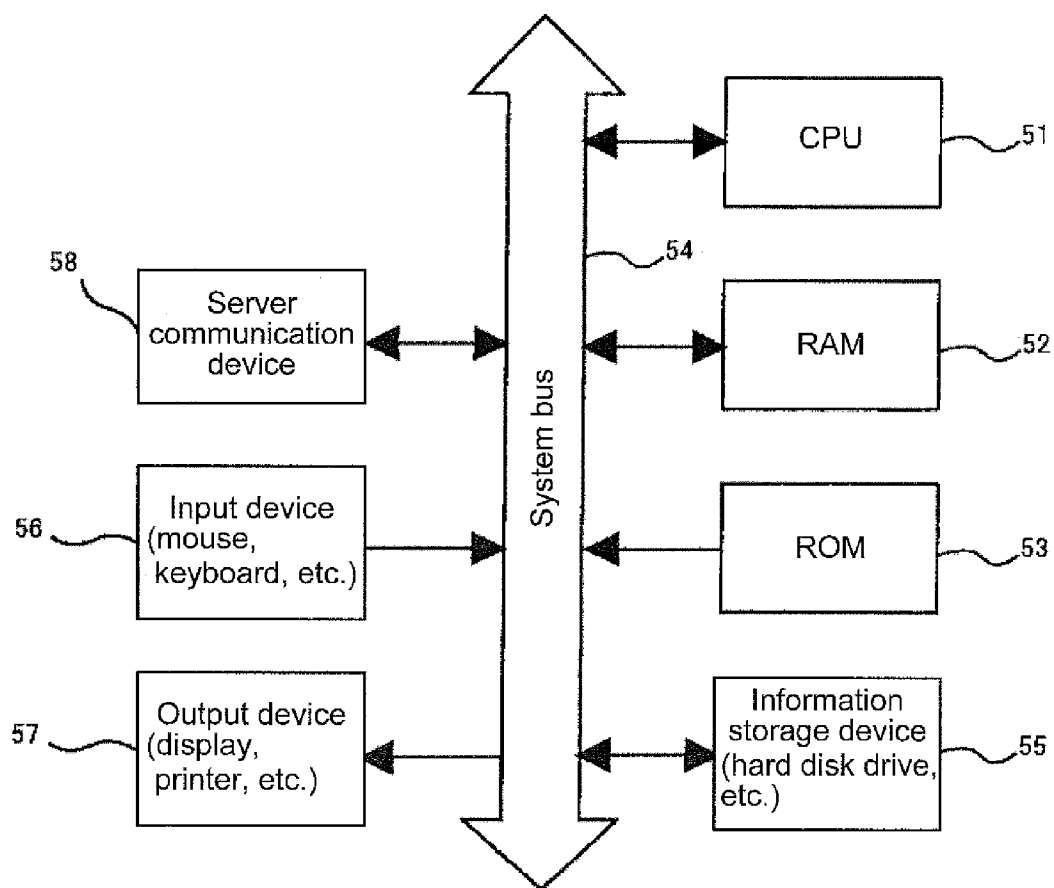 CPU
51
54
58
Server
communication
device
RAM
52
System bus
56
Input device
(mouse,
keyboard, etc.)
ROM
53
57
Output device
(display,
printer, etc.)
Information
storage device
(hard disk drive,
etc.)
55